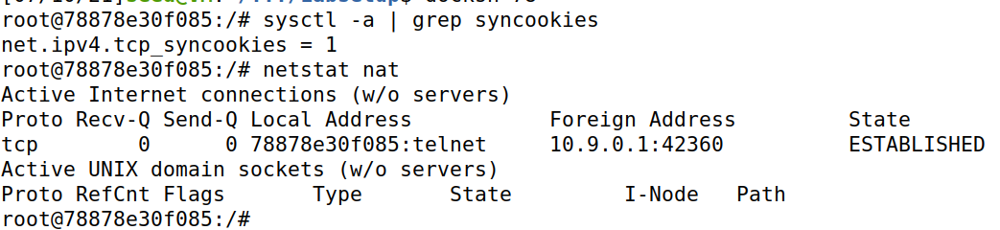 root@78878e30f085:/# sysctl -a | grep syncookies
net.ipv4.tcp_syncookies = 1
root@78878e30f085:/# netstat nat
Active Internet connections (w/o servers)
Proto Recv-Q Send-Q Local Address           Foreign Address         State
tcp        0      0 78878e30f085:telnet     10.9.0.1:42360          ESTABLISHED
Active UNIX domain sockets (w/o servers)
Proto RefCnt Flags       Type       State         I-Node   Path
root@78878e30f085:/#